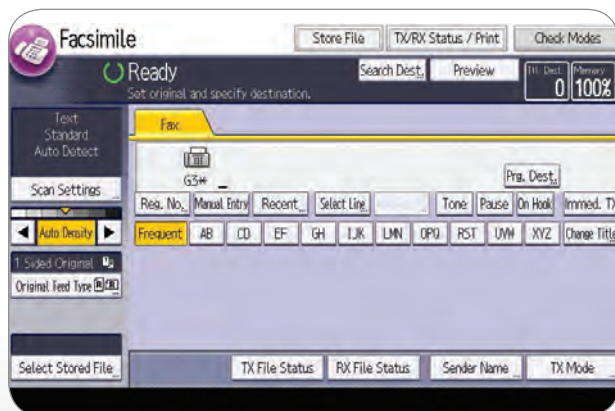 Facsimile
Store File
TX/RX Status / Print
Check Modes
Ready
Search Dest.
Preview
Ttl. Dest.
0
Memory
100%
Set original and specify destination.
Text
Standard
Auto Detect
Fax
G3
Prg. Dest.
Scan Settings
Reg. No.
Manual Entry
Recent
Select Line
Tone
Pause
On Hook
Immed. TX
Auto Density
Frequent
AB
CD
EF
GH
IJK
LMN
OPQ
RST
UVW
XYZ
Change Title
1 Sided Original
Original Feed Type
Select Stored File
TX File Status
RX File Status
Sender Name
TX Mode